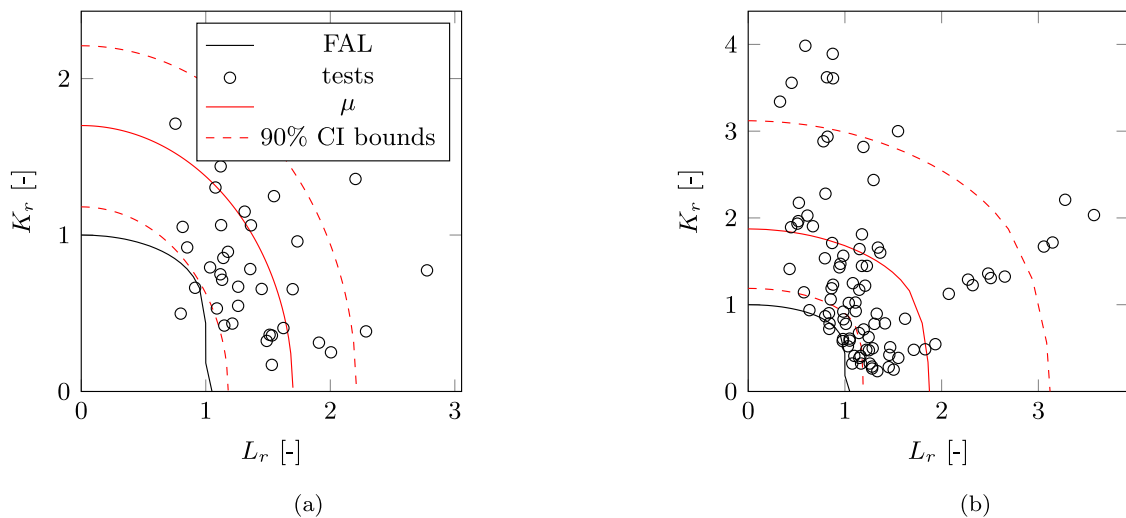 FAL
tests
μ
90% CI bounds
2
1
0
0
1
2
3
K_r [-]
L_r [-]
(a)
4
3
2
1
0
0
1
2
3
K_r [-]
L_r [-]
(b)